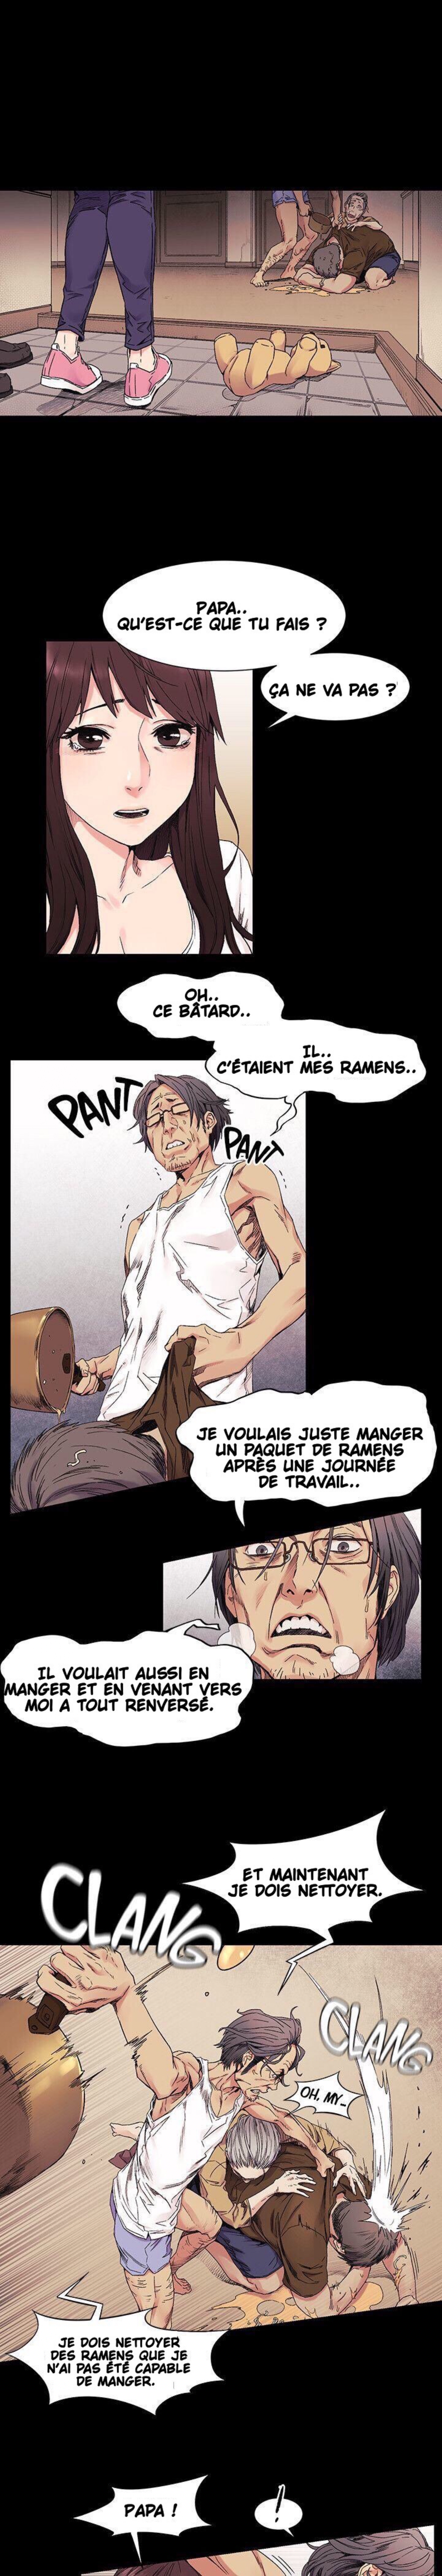 PAPA..
QU'EST-CE QUE TU FAIS ?
ÇA NE VA PAS ?
OH..
CE BÂTARD..
IL..
C'ÉTAIENT MES RAMENS..
PANT
PANT
JE VOULAIS JUSTE MANGER
UN PAQUET DE RAMENS
APRÈS UNE JOURNÉE
DE TRAVAIL..
IL VOULAIT AUSSI EN
MANGER ET EN VENANT VERS
MOI A TOUT RENVERSÉ.
ET MAINTENANT
JE DOIS NETTOYER.
CLANG
CLANG
OH, MY..
JE DOIS NETTOYER
DES RAMENS QUE JE
N'AI PAS ÉTÉ CAPABLE
DE MANGER.
PAPA !
!